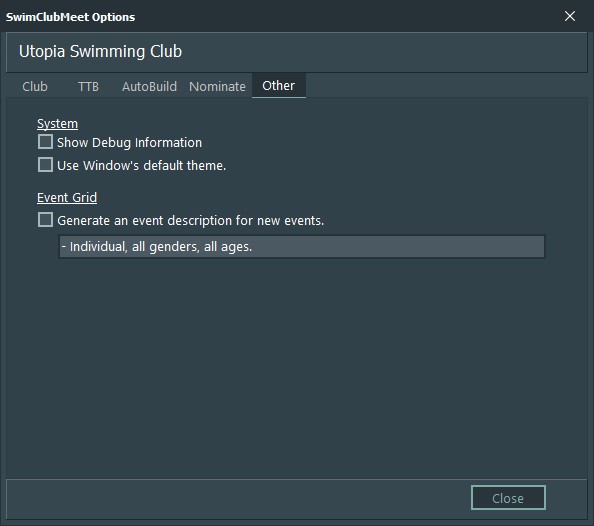 SwimClubMeet Options
Utopia Swimming Club
Club TTB AutoBuild Nominate Other
System
Show Debug Information
Use Window's default theme.
Event Grid
Generate an event description for new events.
- Individual, all genders, all ages.
Close